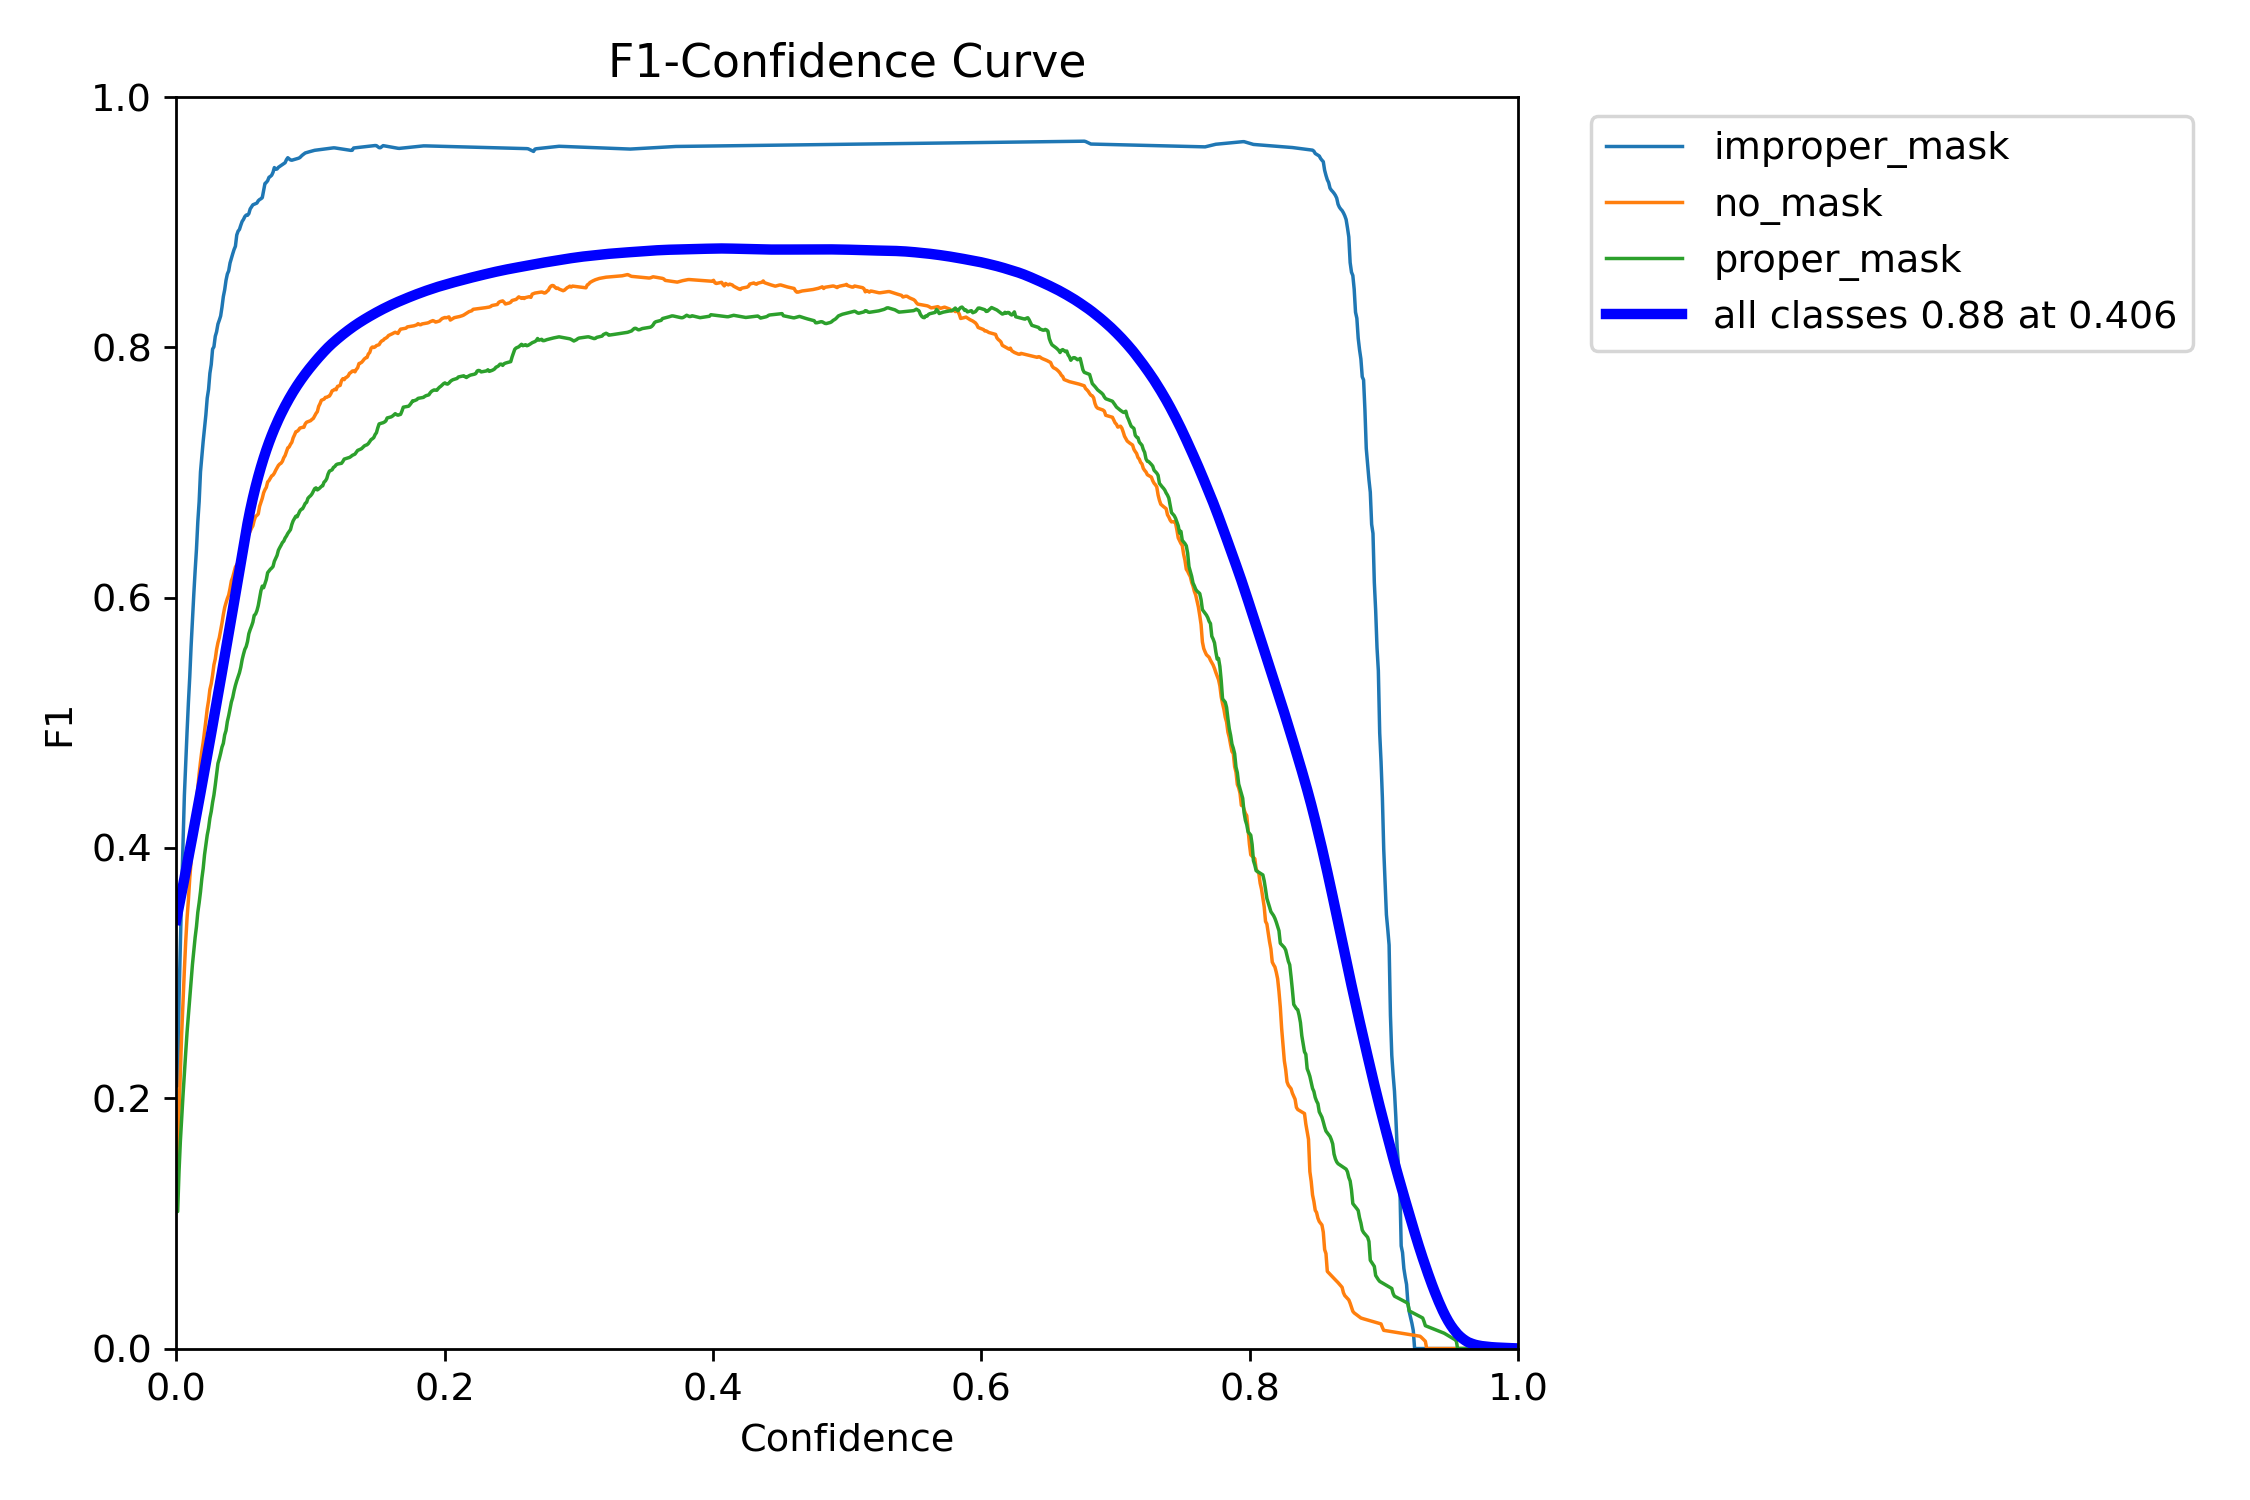 F1-Confidence Curve
1.0
0.8
0.6
0.4
0.2
0.0
F1
0.0 0.2 0.4 0.6 0.8 1.0
Confidence
improper_mask
no_mask
proper_mask
all classes 0.88 at 0.406